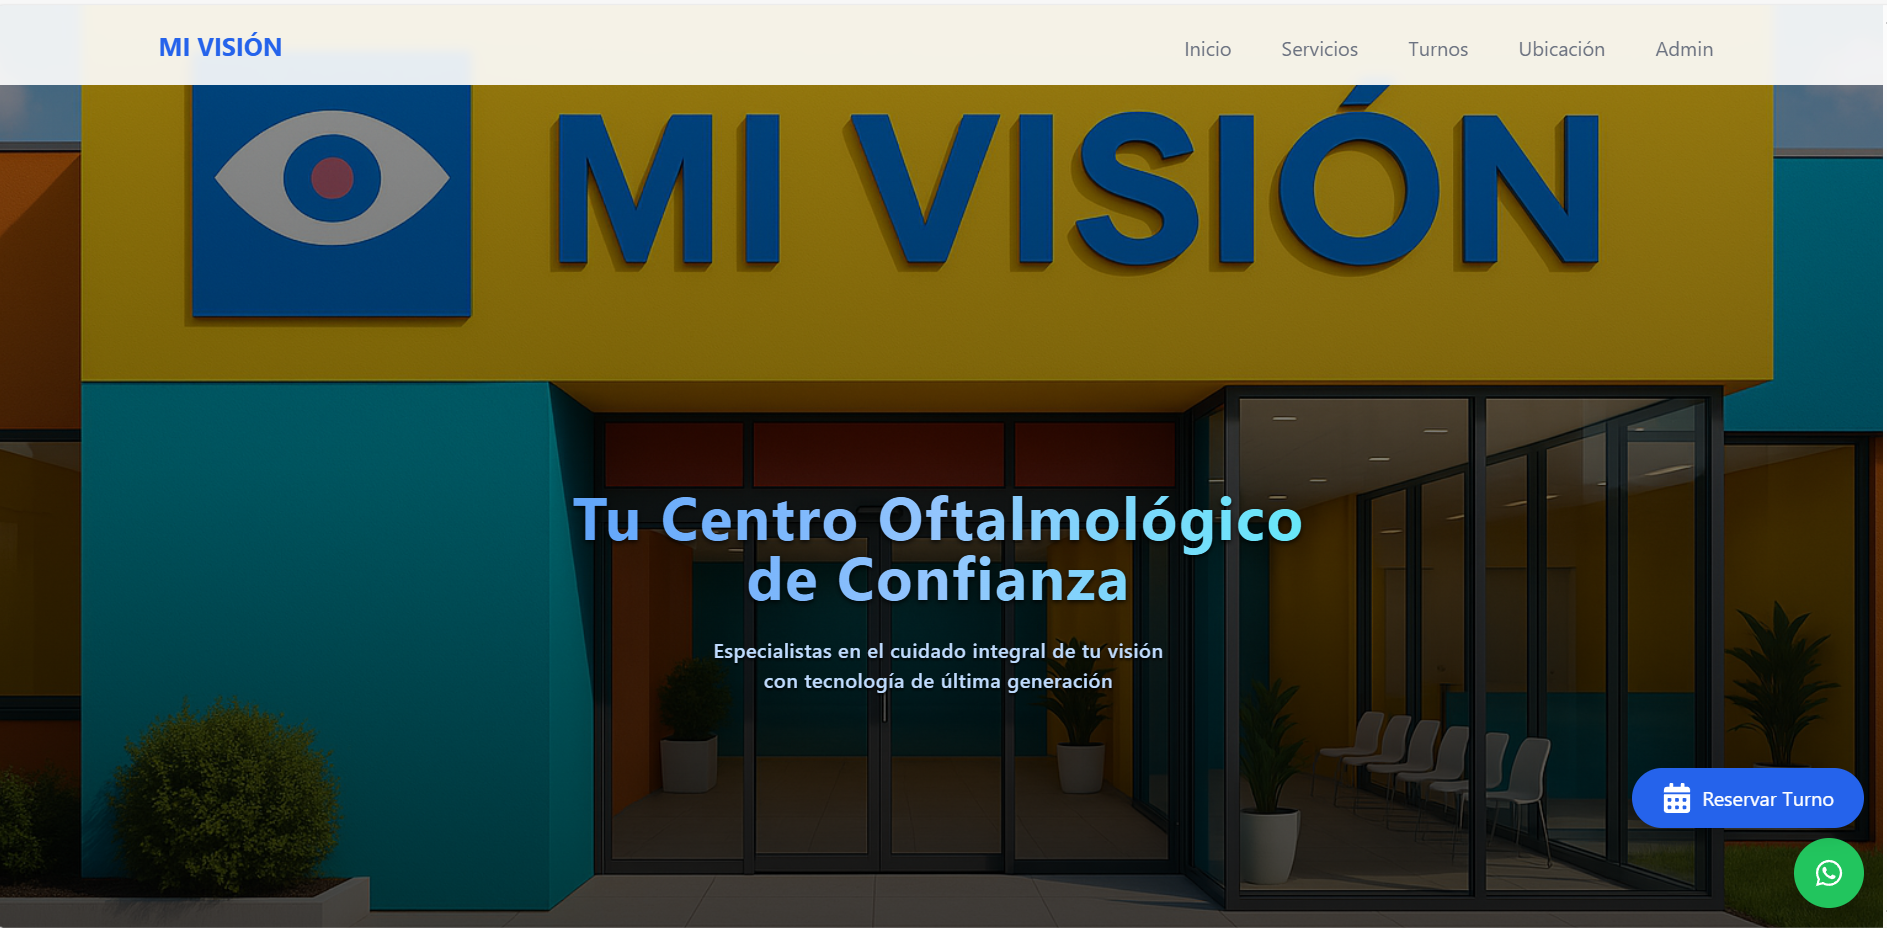 MI VISIÓN
Inicio Servicios Turnos Ubicación Admin
MI VISIÓN
Tu Centro Oftalmológico
de Confianza
Especialistas en el cuidado integral de tu visión
con tecnología de última generación
Reservar Turno